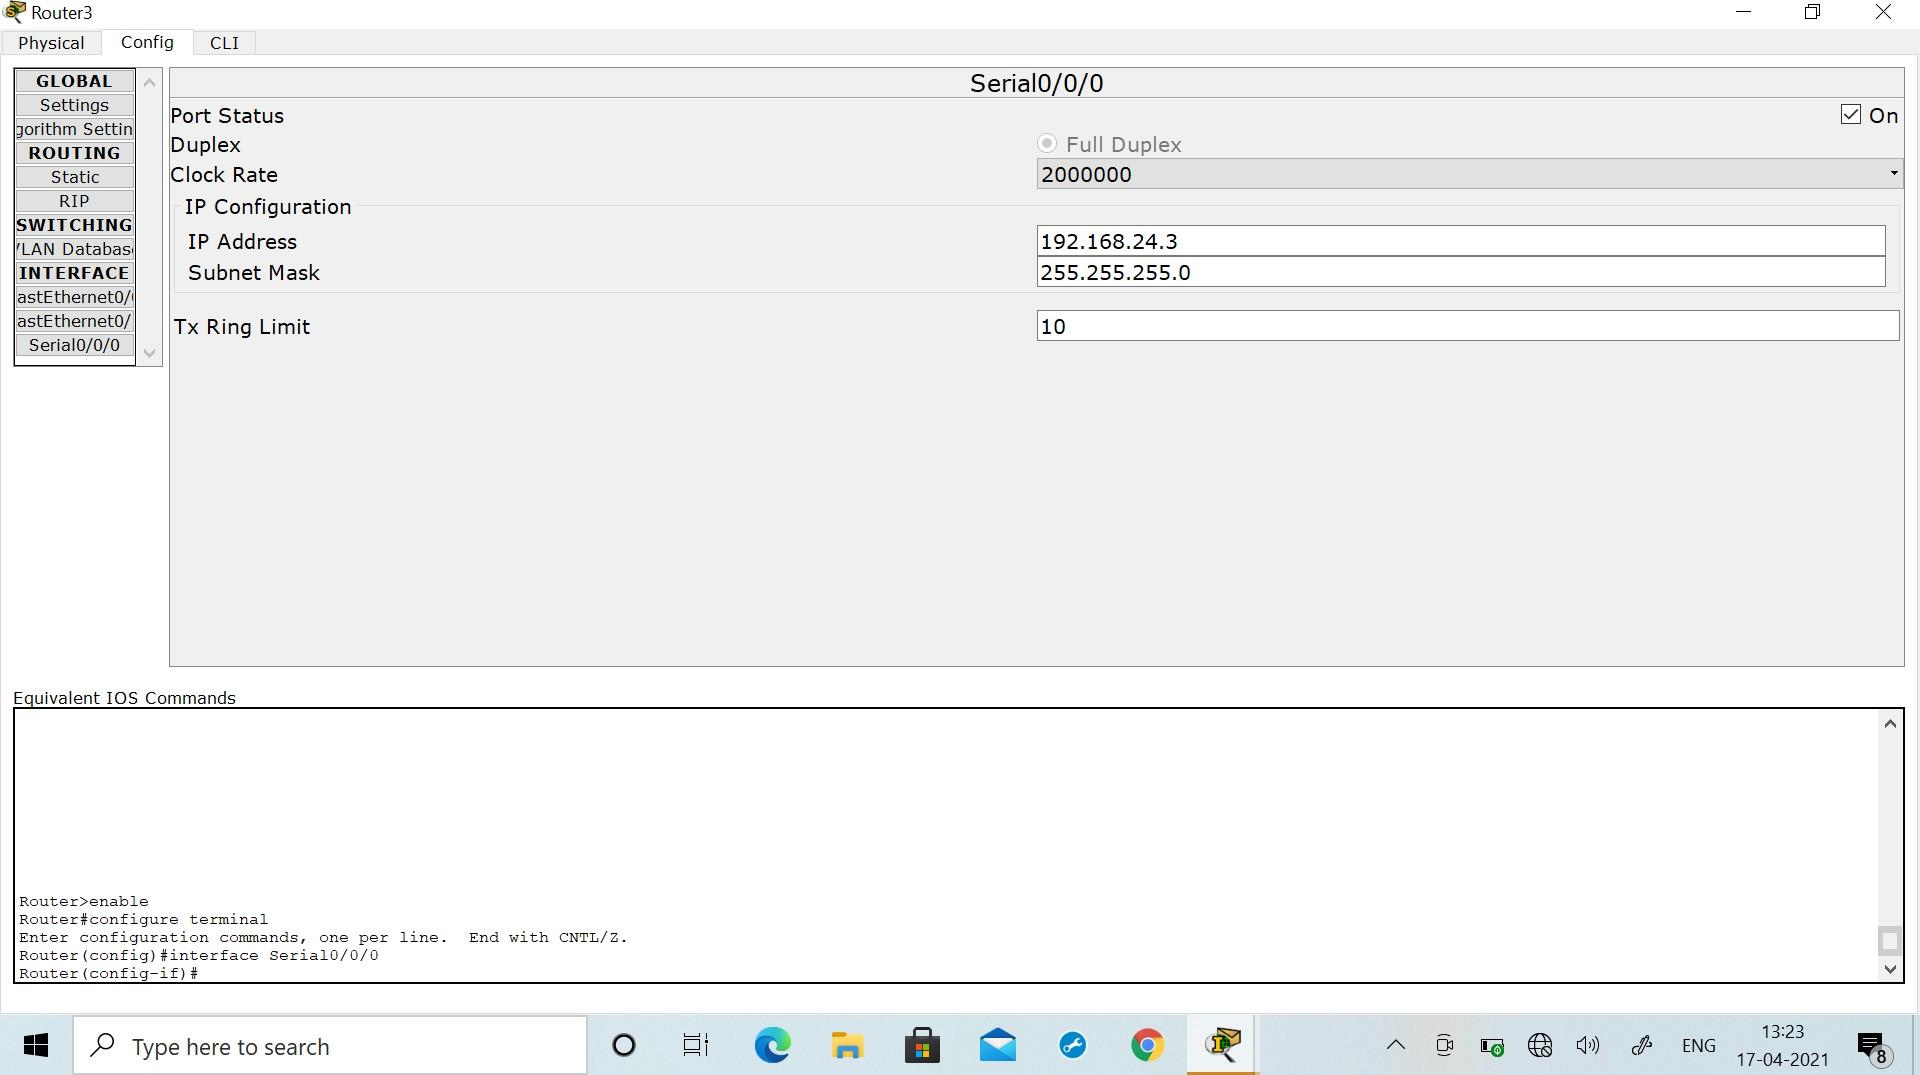 Router3
Physical Config CLI
GLOBAL
Settings
gorithm Settin
ROUTING
Static
RIP
SWITCHING
LAN Databas
INTERFACE
astEthernet0/
astEthernet0/
Serial0/0/0
Serial0/0/0
Port Status On
Duplex Full Duplex
Clock Rate 2000000
IP Configuration
IP Address 192.168.24.3
Subnet Mask 255.255.255.0
Tx Ring Limit 10
Equivalent IOS Commands
Router>enable
Router#configure terminal
Enter configuration commands, one per line.  End with CNTL/Z.
Router(config)#interface Serial0/0/0
Router(config-if)#
Type here to search
ENG
13:23
17-04-2021
8